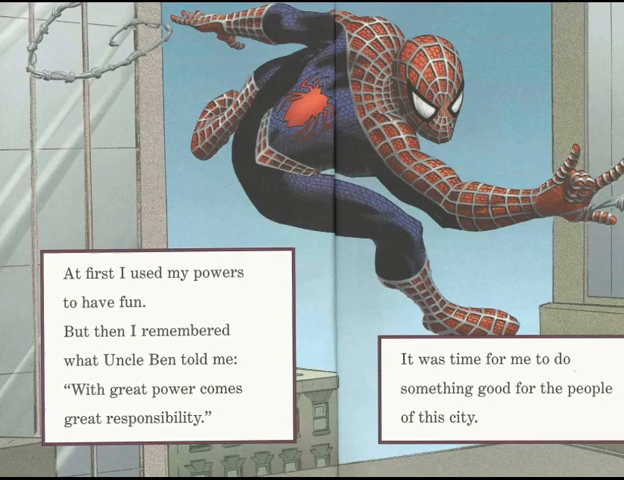 At first I used my powers
to have fun.
But then I remembered
what Uncle Ben told me:
“With great power comes
great responsibility.”
It was time for me to do
something good for the people
of this city.